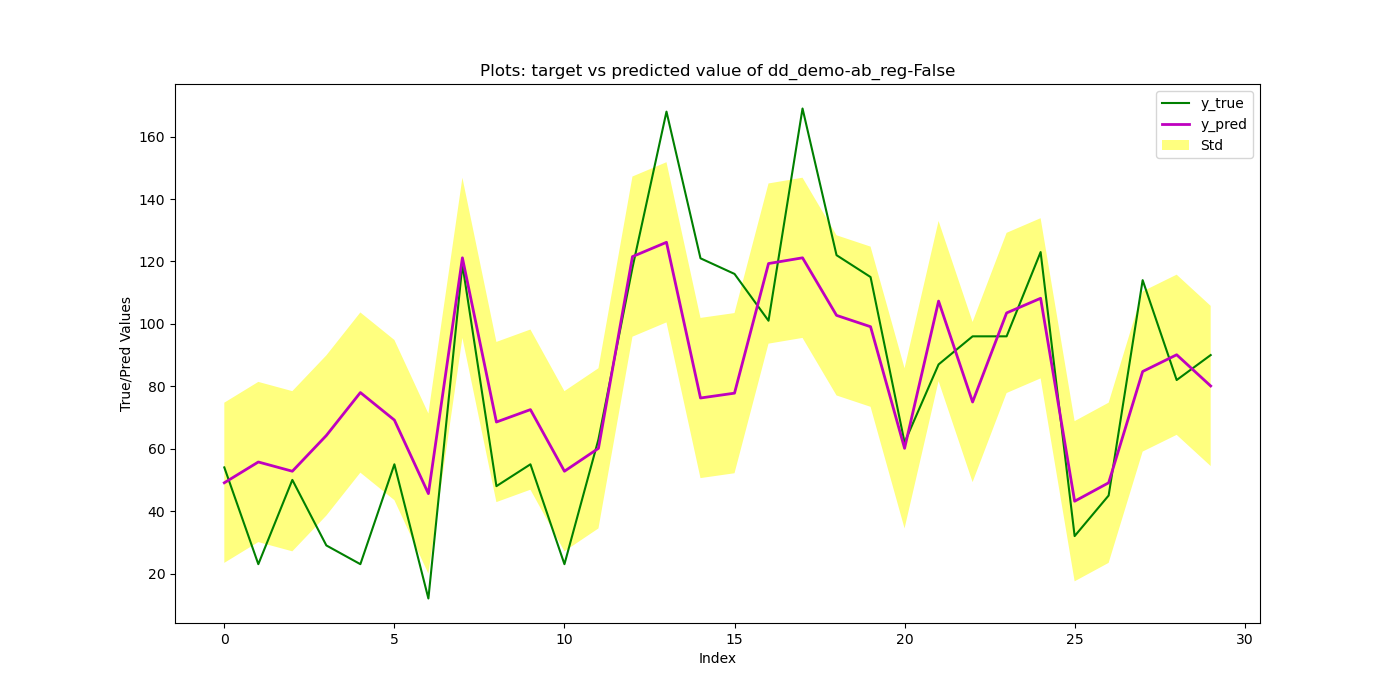 Plots: target vs predicted value of dd_demo-ab_reg-False
y_true
y_pred
Std
True/Pred Values
160
140
120
100
80
60
40
20
0 5 10 15 20 25 30
Index